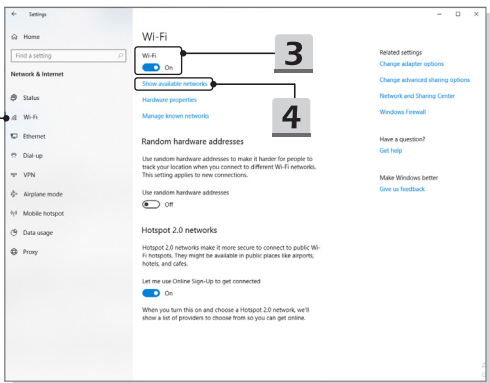 Settings
Home
Find a setting
Network & Internet
Status
Wi-Fi
Ethernet
Dial-up
VPN
Airplane mode
Mobile hotspot
Data usage
Proxy
Wi-Fi
Wi-Fi
On
3
Show available networks
4
Hardware properties
Manage known networks
Random hardware addresses
Use random hardware addresses to make it harder for people to
track your location when you connect to different Wi-Fi networks.
This setting applies to new connections.
Use random hardware addresses
Off
Hotspot 2.0 networks
Hotspot 2.0 networks make it more secure to connect to public Wi-
Fi hotspots. They might be available in public places like airports,
hotels, and cafes.
Let me use Online Sign-Up to get connected
On
When you turn this on and choose a Hotspot 2.0 network, we'll
show a list of providers to choose from so you can get online.
Related settings
Change adapter options
Change advanced sharing options
Network and Sharing Center
Windows Firewall
Have a question?
Get help
Make Windows better
Give us feedback